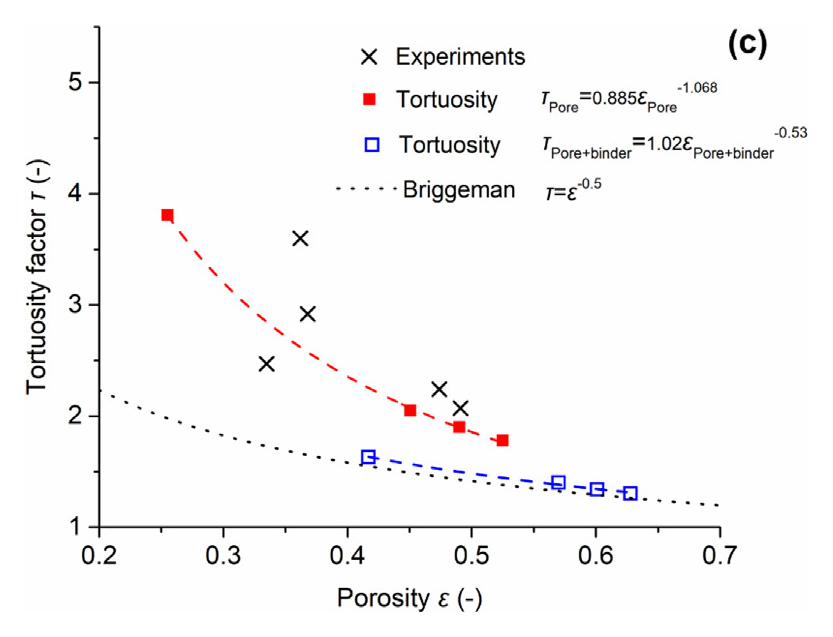 (c)
Experiments
Tortuosity τPore=0.885εPore^-1.068
Tortuosity τPore+binder=1.02εPore+binder^-0.53
Briggeman τ=ε^-0.5
Tortuosity factor τ (-)
5
4
3
2
1
0.2 0.3 0.4 0.5 0.6 0.7
Porosity ε (-)